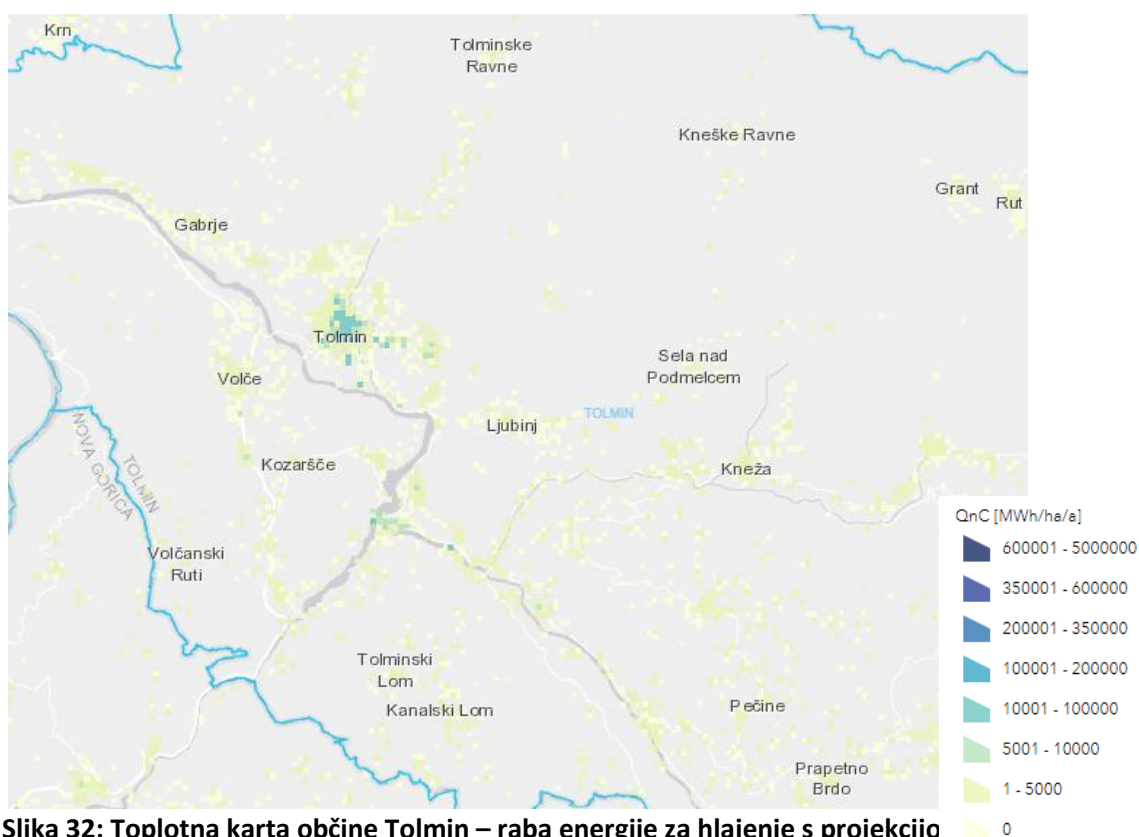 Krn
Tolminske
Ravne
Kneške Ravne
Grant
Rut
Gabrje
Tolmin
Sela nad
Podmelcem
Volče
TOLMIN
Ljubinj
NOVA GORICA
TOLMIN
Kozaršče
Kneža
Volčanski
Ruti
Tolminski
Lom
Kanalski Lom
Pečine
Prapetno
Brdo
QnC [MWh/ha/a]
600001 - 5000000
350001 - 600000
200001 - 350000
100001 - 200000
10001 - 100000
5001 - 10000
1 - 5000
0
Slika 32: Toplotna karta občine Tolmin – raba energije za hlajenje s projekcijo